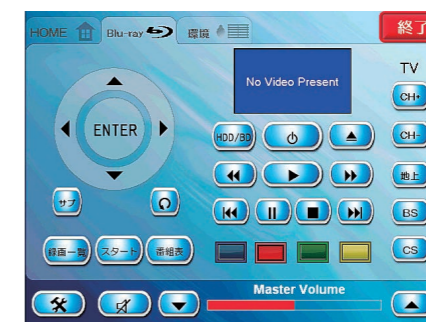 HOME Blu-ray 環境 終了
No Video Present
TV
CH+
ENTER
HDD/BD
CH-
地上
サブ
BS
録画一覧 スタート 番組表
CS
Master Volume